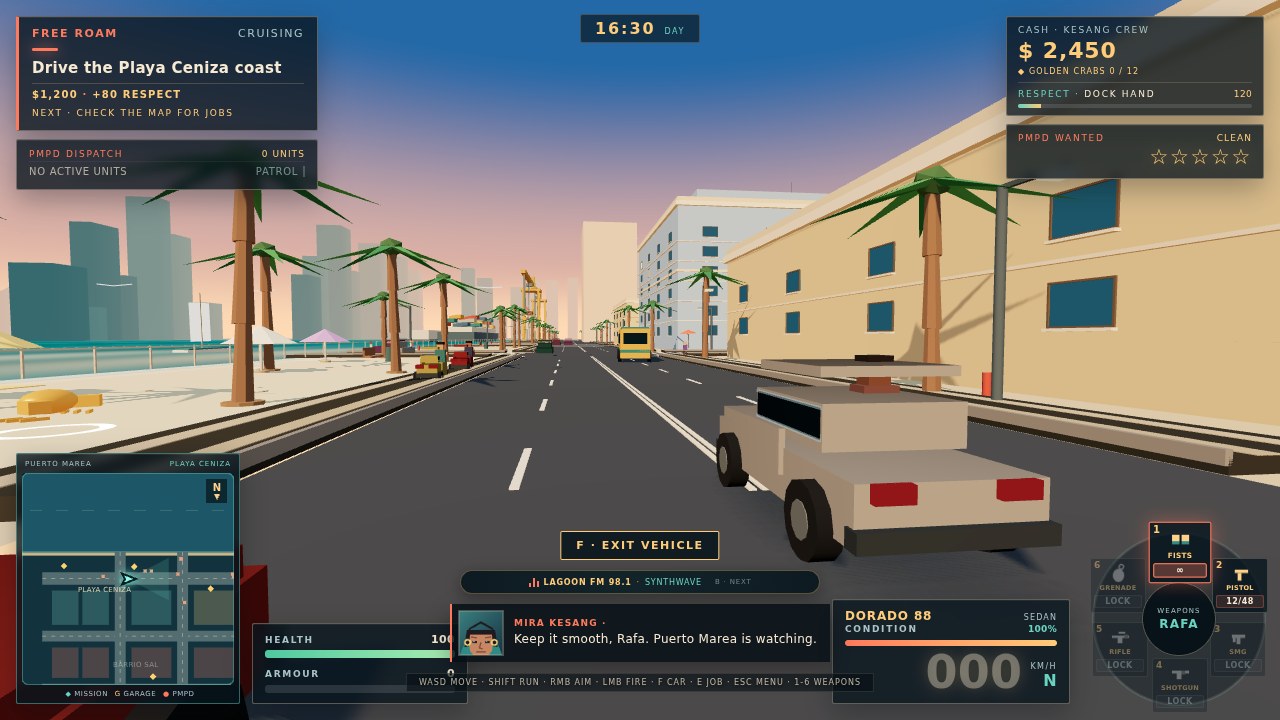 FREE ROAM CRUISING
Drive the Playa Ceniza coast
$1,200 · +80 RESPECT
NEXT · CHECK THE MAP FOR JOBS
PMPD DISPATCH 0 UNITS
NO ACTIVE UNITS PATROL |
16:30 DAY
CASH · KESANG CREW
$ 2,450
◆ GOLDEN CRABS 0 / 12
RESPECT · DOCK HAND 120
PMPD WANTED CLEAN
☆☆☆☆☆
PUERTO MAREA PLAYA CENIZA
N
PLAYA CENIZA
BARRIO SAL
◆ MISSION G GARAGE ● PMPD
F · EXIT VEHICLE
LAGOON FM 98.1 · SYNTHWAVE B · NEXT
HEALTH 100
ARMOUR 0
MIRA KESANG ·
Keep it smooth, Rafa. Puerto Marea is watching.
WASD MOVE · SHIFT RUN · RMB AIM · LMB FIRE · F CAR · E JOB · ESC MENU · 1-6 WEAPONS
DORADO 88 SEDAN
CONDITION 100%
000 KM/H
N
1
FISTS
∞
2
PISTOL
12/48
3
SMG
LOCK
4
SHOTGUN
LOCK
5
RIFLE
LOCK
6
GRENADE
LOCK
WEAPONS
RAFA